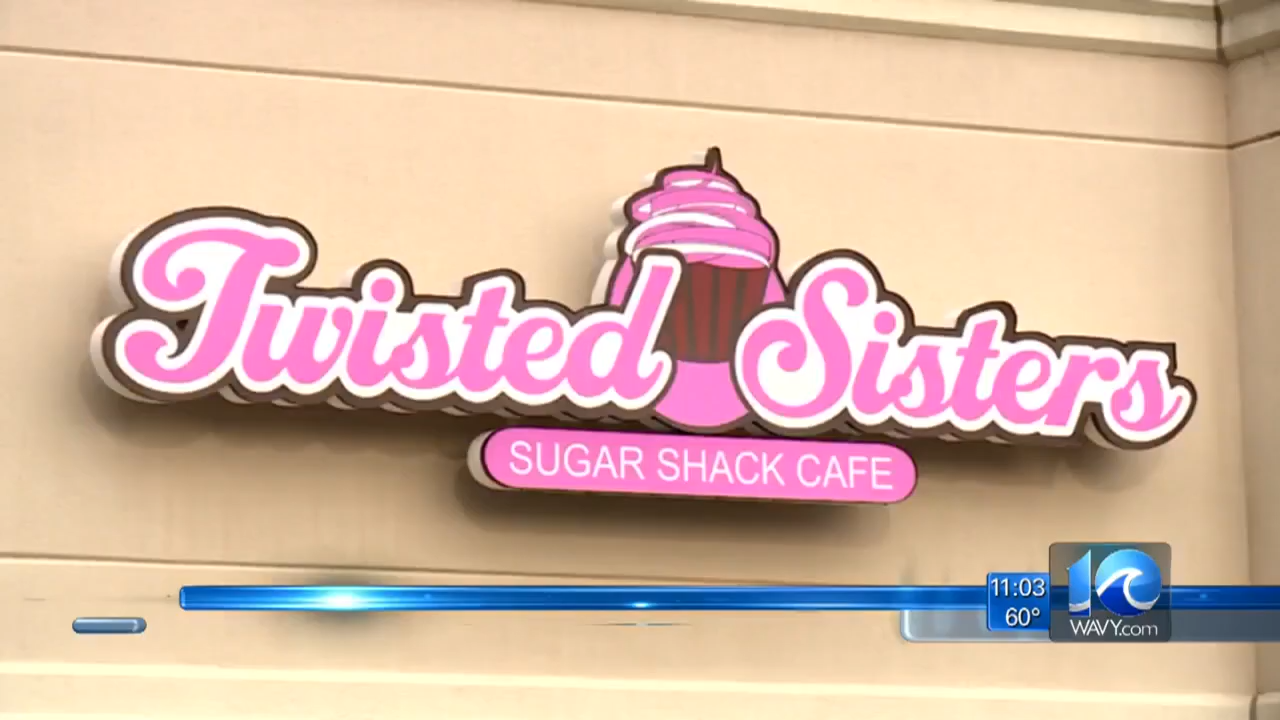 Twisted Sisters
SUGAR SHACK CAFE
11:03
60°
10
WAVY.com